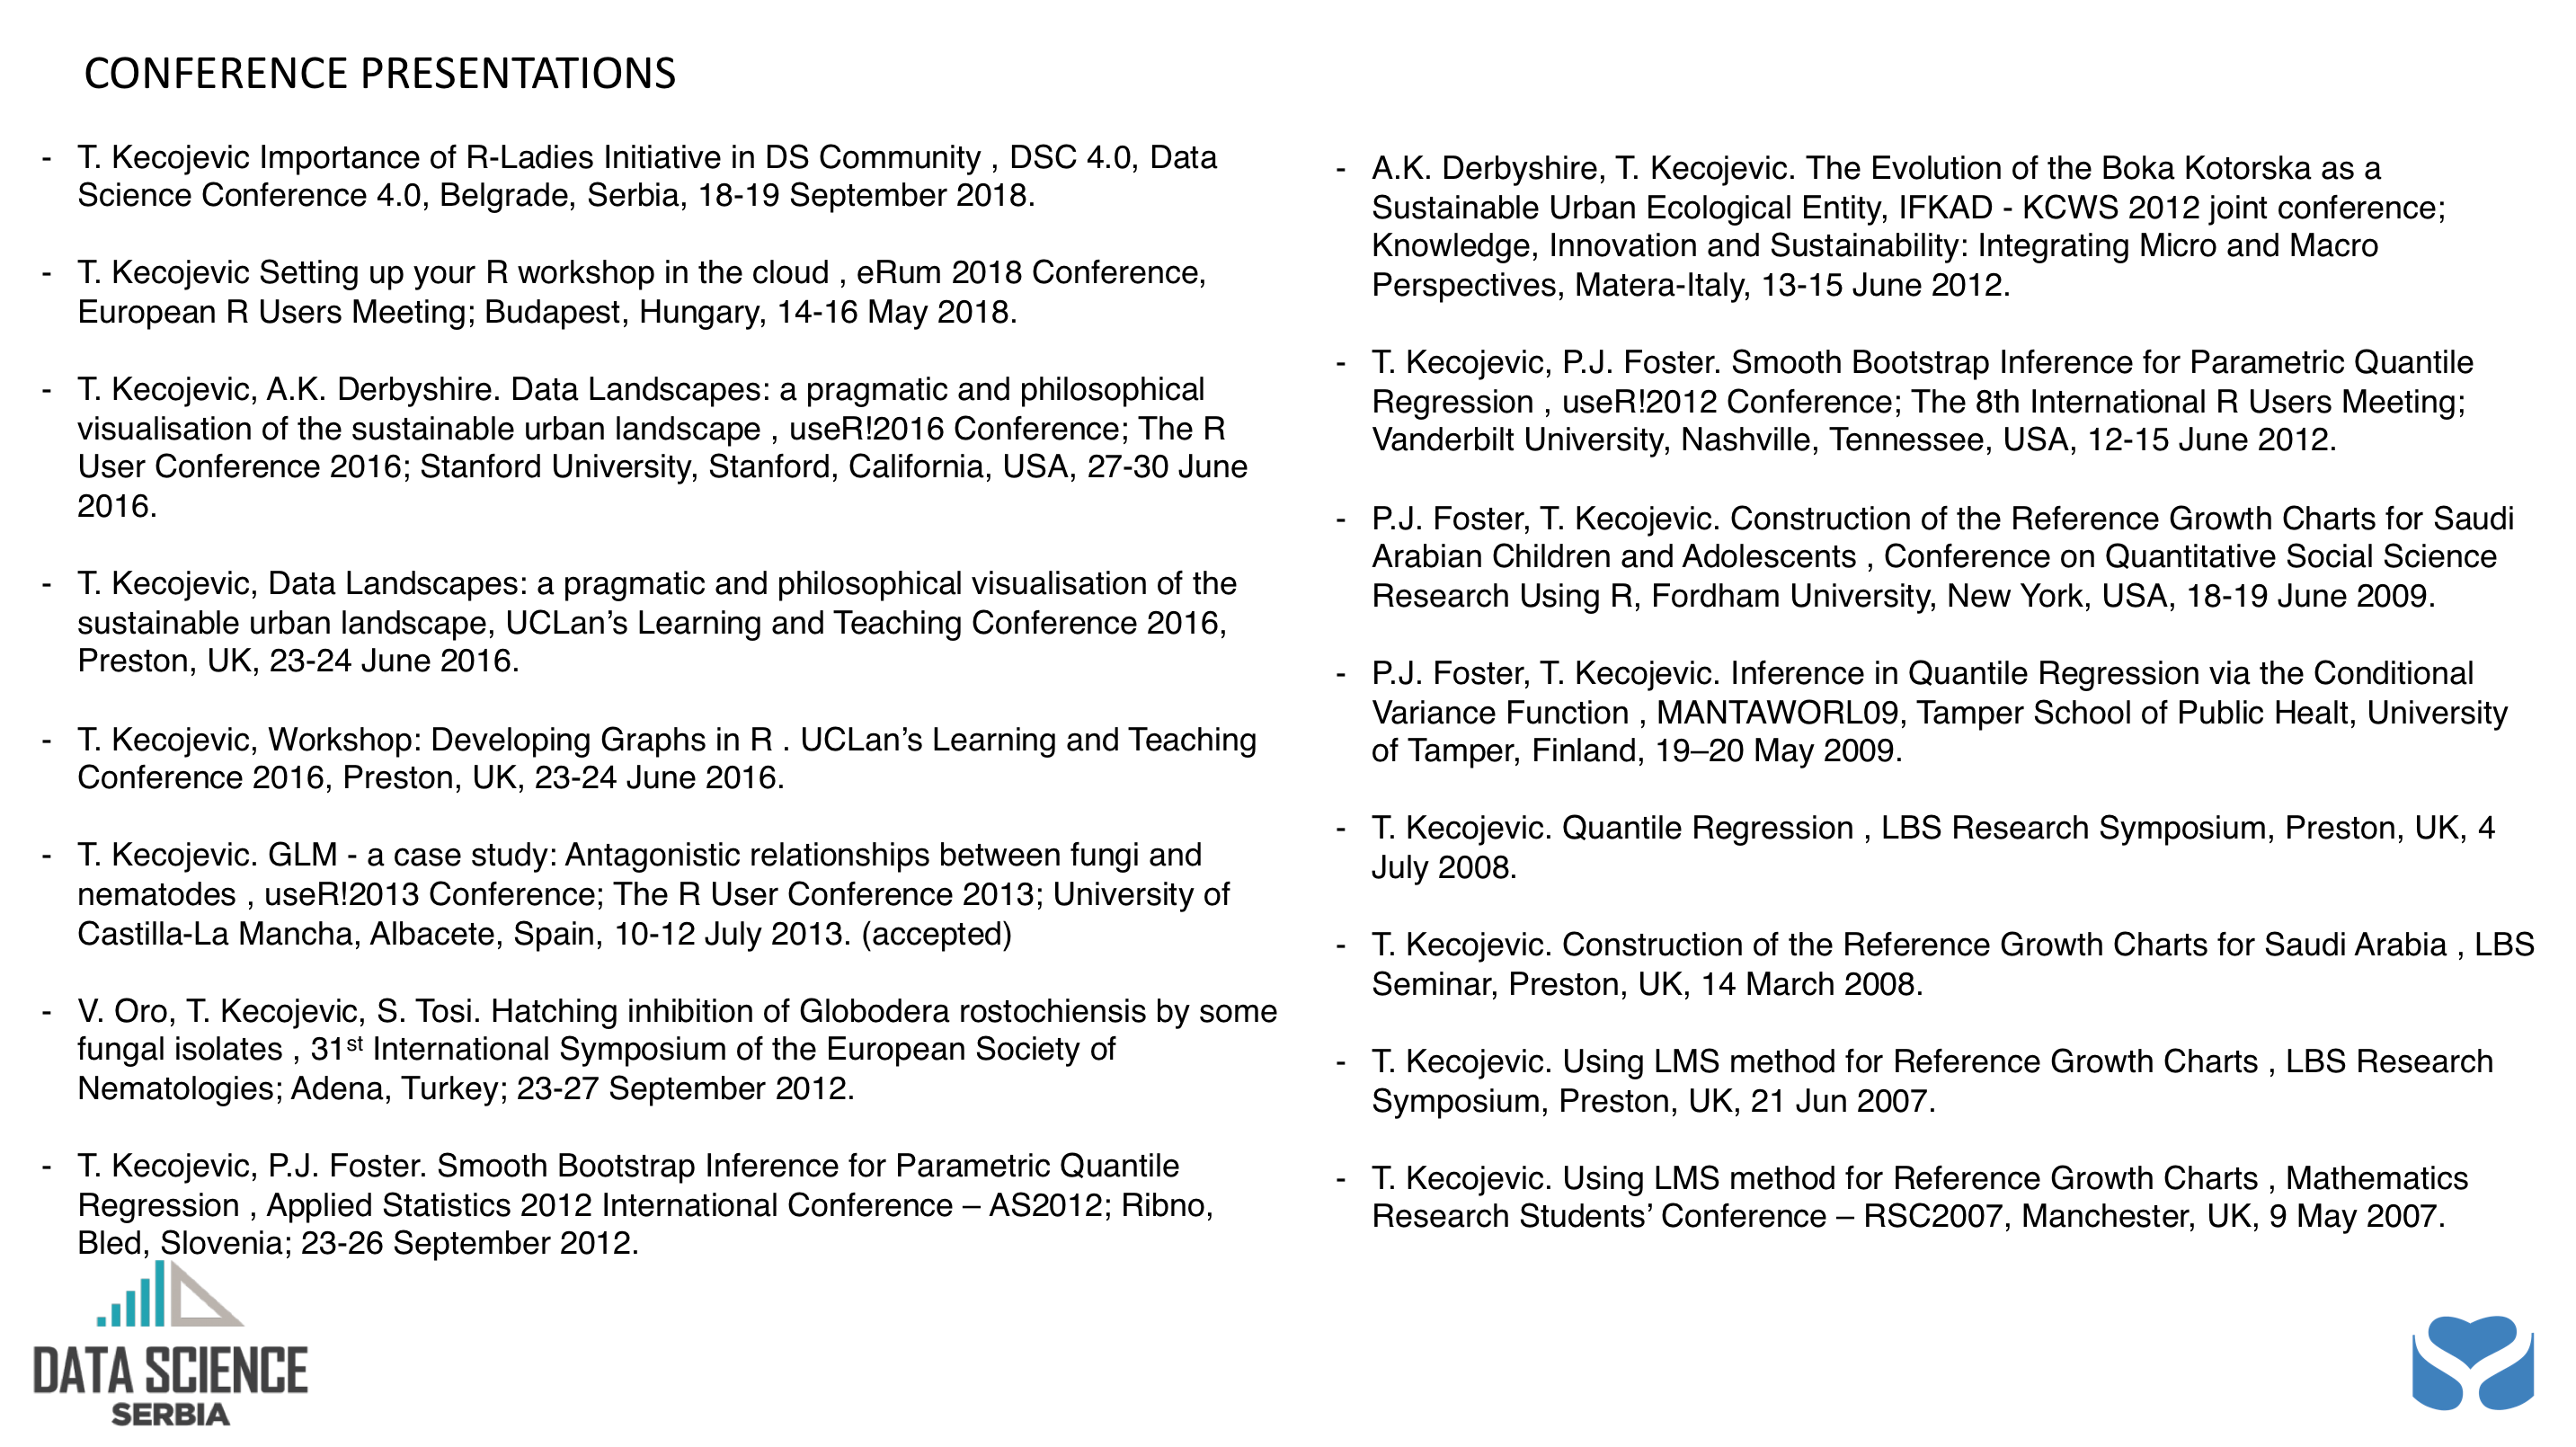 CONFERENCE PRESENTATIONS
- T. Kecojevic Importance of R-Ladies Initiative in DS Community , DSC 4.0, Data
Science Conference 4.0, Belgrade, Serbia, 18-19 September 2018.
- T. Kecojevic Setting up your R workshop in the cloud , eRum 2018 Conference,
European R Users Meeting; Budapest, Hungary, 14-16 May 2018.
- T. Kecojevic, A.K. Derbyshire. Data Landscapes: a pragmatic and philosophical
visualisation of the sustainable urban landscape , useR!2016 Conference; The R
User Conference 2016; Stanford University, Stanford, California, USA, 27-30 June
2016.
- T. Kecojevic, Data Landscapes: a pragmatic and philosophical visualisation of the
sustainable urban landscape, UCLan’s Learning and Teaching Conference 2016,
Preston, UK, 23-24 June 2016.
- T. Kecojevic, Workshop: Developing Graphs in R . UCLan’s Learning and Teaching
Conference 2016, Preston, UK, 23-24 June 2016.
- T. Kecojevic. GLM - a case study: Antagonistic relationships between fungi and
nematodes , useR!2013 Conference; The R User Conference 2013; University of
Castilla-La Mancha, Albacete, Spain, 10-12 July 2013. (accepted)
- V. Oro, T. Kecojevic, S. Tosi. Hatching inhibition of Globodera rostochiensis by some
fungal isolates , 31st International Symposium of the European Society of
Nematologies; Adena, Turkey; 23-27 September 2012.
- T. Kecojevic, P.J. Foster. Smooth Bootstrap Inference for Parametric Quantile
Regression , Applied Statistics 2012 International Conference – AS2012; Ribno,
Bled, Slovenia; 23-26 September 2012.
- A.K. Derbyshire, T. Kecojevic. The Evolution of the Boka Kotorska as a
Sustainable Urban Ecological Entity, IFKAD - KCWS 2012 joint conference;
Knowledge, Innovation and Sustainability: Integrating Micro and Macro
Perspectives, Matera-Italy, 13-15 June 2012.
- T. Kecojevic, P.J. Foster. Smooth Bootstrap Inference for Parametric Quantile
Regression , useR!2012 Conference; The 8th International R Users Meeting;
Vanderbilt University, Nashville, Tennessee, USA, 12-15 June 2012.
- P.J. Foster, T. Kecojevic. Construction of the Reference Growth Charts for Saudi
Arabian Children and Adolescents , Conference on Quantitative Social Science
Research Using R, Fordham University, New York, USA, 18-19 June 2009.
- P.J. Foster, T. Kecojevic. Inference in Quantile Regression via the Conditional
Variance Function , MANTAWORL09, Tamper School of Public Healt, University
of Tamper, Finland, 19–20 May 2009.
- T. Kecojevic. Quantile Regression , LBS Research Symposium, Preston, UK, 4
July 2008.
- T. Kecojevic. Construction of the Reference Growth Charts for Saudi Arabia , LBS
Seminar, Preston, UK, 14 March 2008.
- T. Kecojevic. Using LMS method for Reference Growth Charts , LBS Research
Symposium, Preston, UK, 21 Jun 2007.
- T. Kecojevic. Using LMS method for Reference Growth Charts , Mathematics
Research Students’ Conference – RSC2007, Manchester, UK, 9 May 2007.
DATA SCIENCE
SERBIA